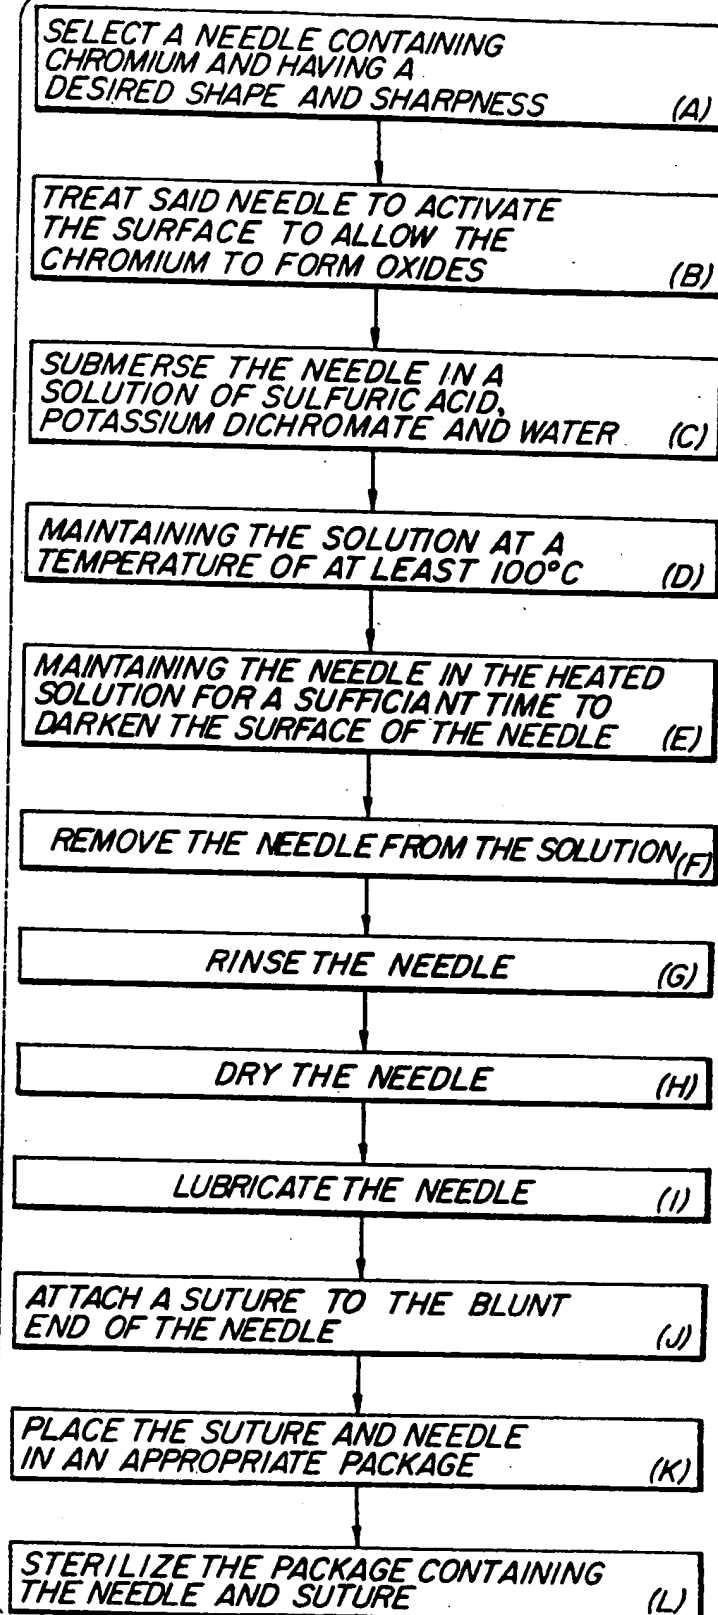 SELECT A NEEDLE CONTAINING
CHROMIUM AND HAVING A
DESIRED SHAPE AND SHARPNESS (A)
TREAT SAID NEEDLE TO ACTIVATE
THE SURFACE TO ALLOW THE
CHROMIUM TO FORM OXIDES (B)
SUBMERSE THE NEEDLE IN A
SOLUTION OF SULFURIC ACID,
POTASSIUM DICHROMATE AND WATER (C)
MAINTAINING THE SOLUTION AT A
TEMPERATURE OF AT LEAST 100°C (D)
MAINTAINING THE NEEDLE IN THE HEATED
SOLUTION FOR A SUFFICIANT TIME TO
DARKEN THE SURFACE OF THE NEEDLE (E)
REMOVE THE NEEDLE FROM THE SOLUTION (F)
RINSE THE NEEDLE (G)
DRY THE NEEDLE (H)
LUBRICATE THE NEEDLE (I)
ATTACH A SUTURE TO THE BLUNT
END OF THE NEEDLE (J)
PLACE THE SUTURE AND NEEDLE
IN AN APPROPRIATE PACKAGE (K)
STERILIZE THE PACKAGE CONTAINING
THE NEEDLE AND SUTURE (L)